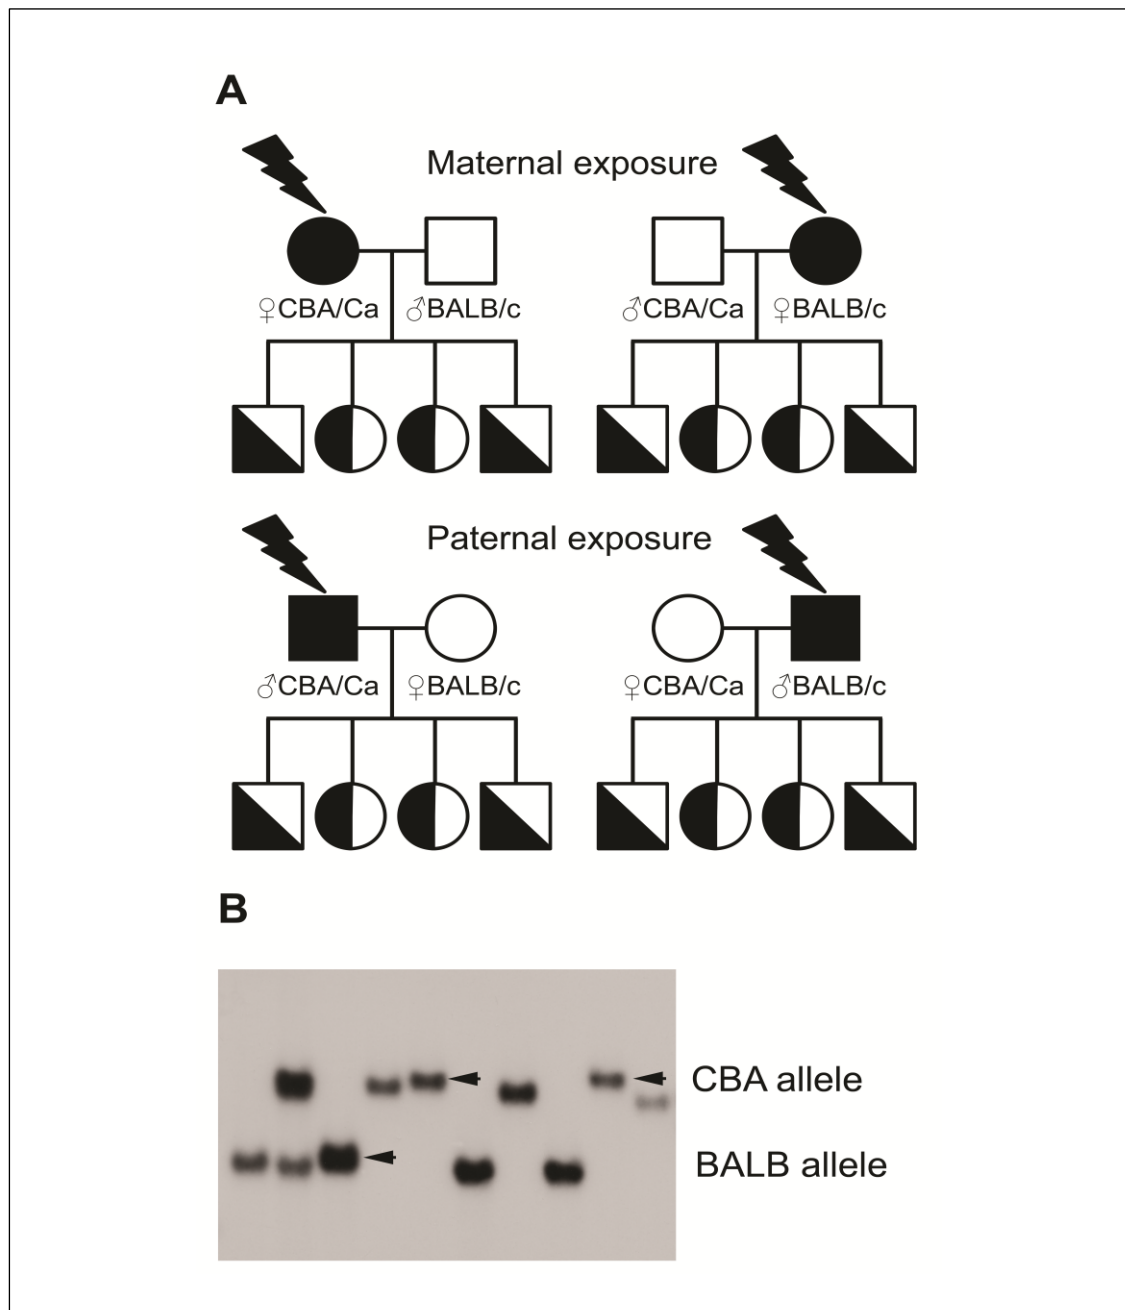 A
Maternal exposure
♀CBA/Ca ♂BALB/c ♂CBA/Ca ♀BALB/c
Paternal exposure
♂CBA/Ca ♀BALB/c ♀CBA/Ca ♂BALB/c
B
CBA allele
BALB allele